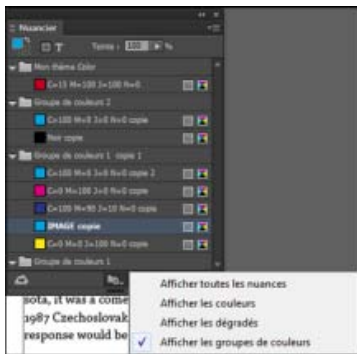 Nuancier
T Teinte : 100 %
Mon thème Color
C=15 M=100 J=100 N=0
Groupe de couleurs 2
C=100 M=0 J=0 N=0 copie
Noir copie
Groupe de couleurs 1 copie 1
C=100 M=0 J=0 N=0 copie 2
C=0 M=100 J=0 N=0 copie
C=100 M=90 J=10 N=0 copie
IMAGE copie
C=0 M=0 J=100 N=0 copie
Groupe de couleurs 1
Afficher toutes les nuances
Afficher les couleurs
Afficher les dégradés
Afficher les groupes de couleurs
sota, it was a come
1987 Czechoslovak
response would be